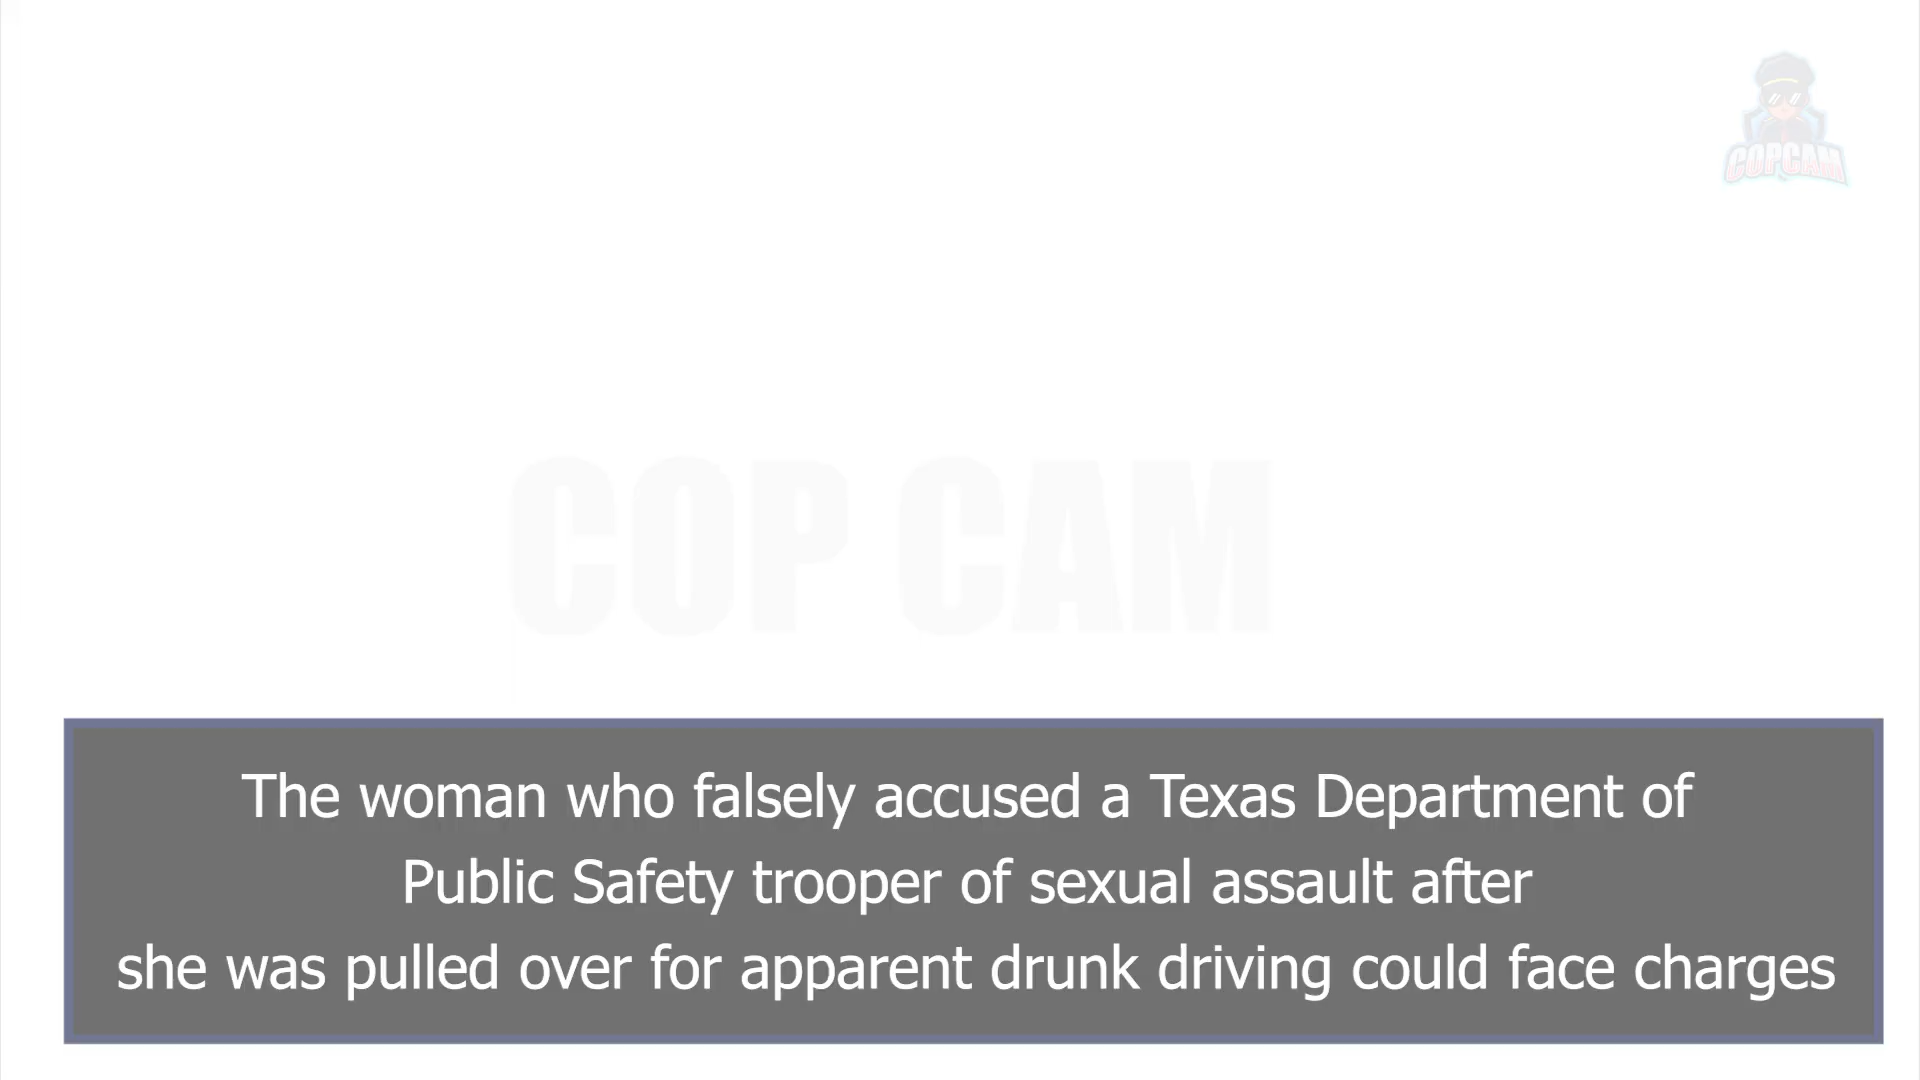 COPCAM
COP CAM
The woman who falsely accused a Texas Department of
Public Safety trooper of sexual assault after
she was pulled over for apparent drunk driving could face charges